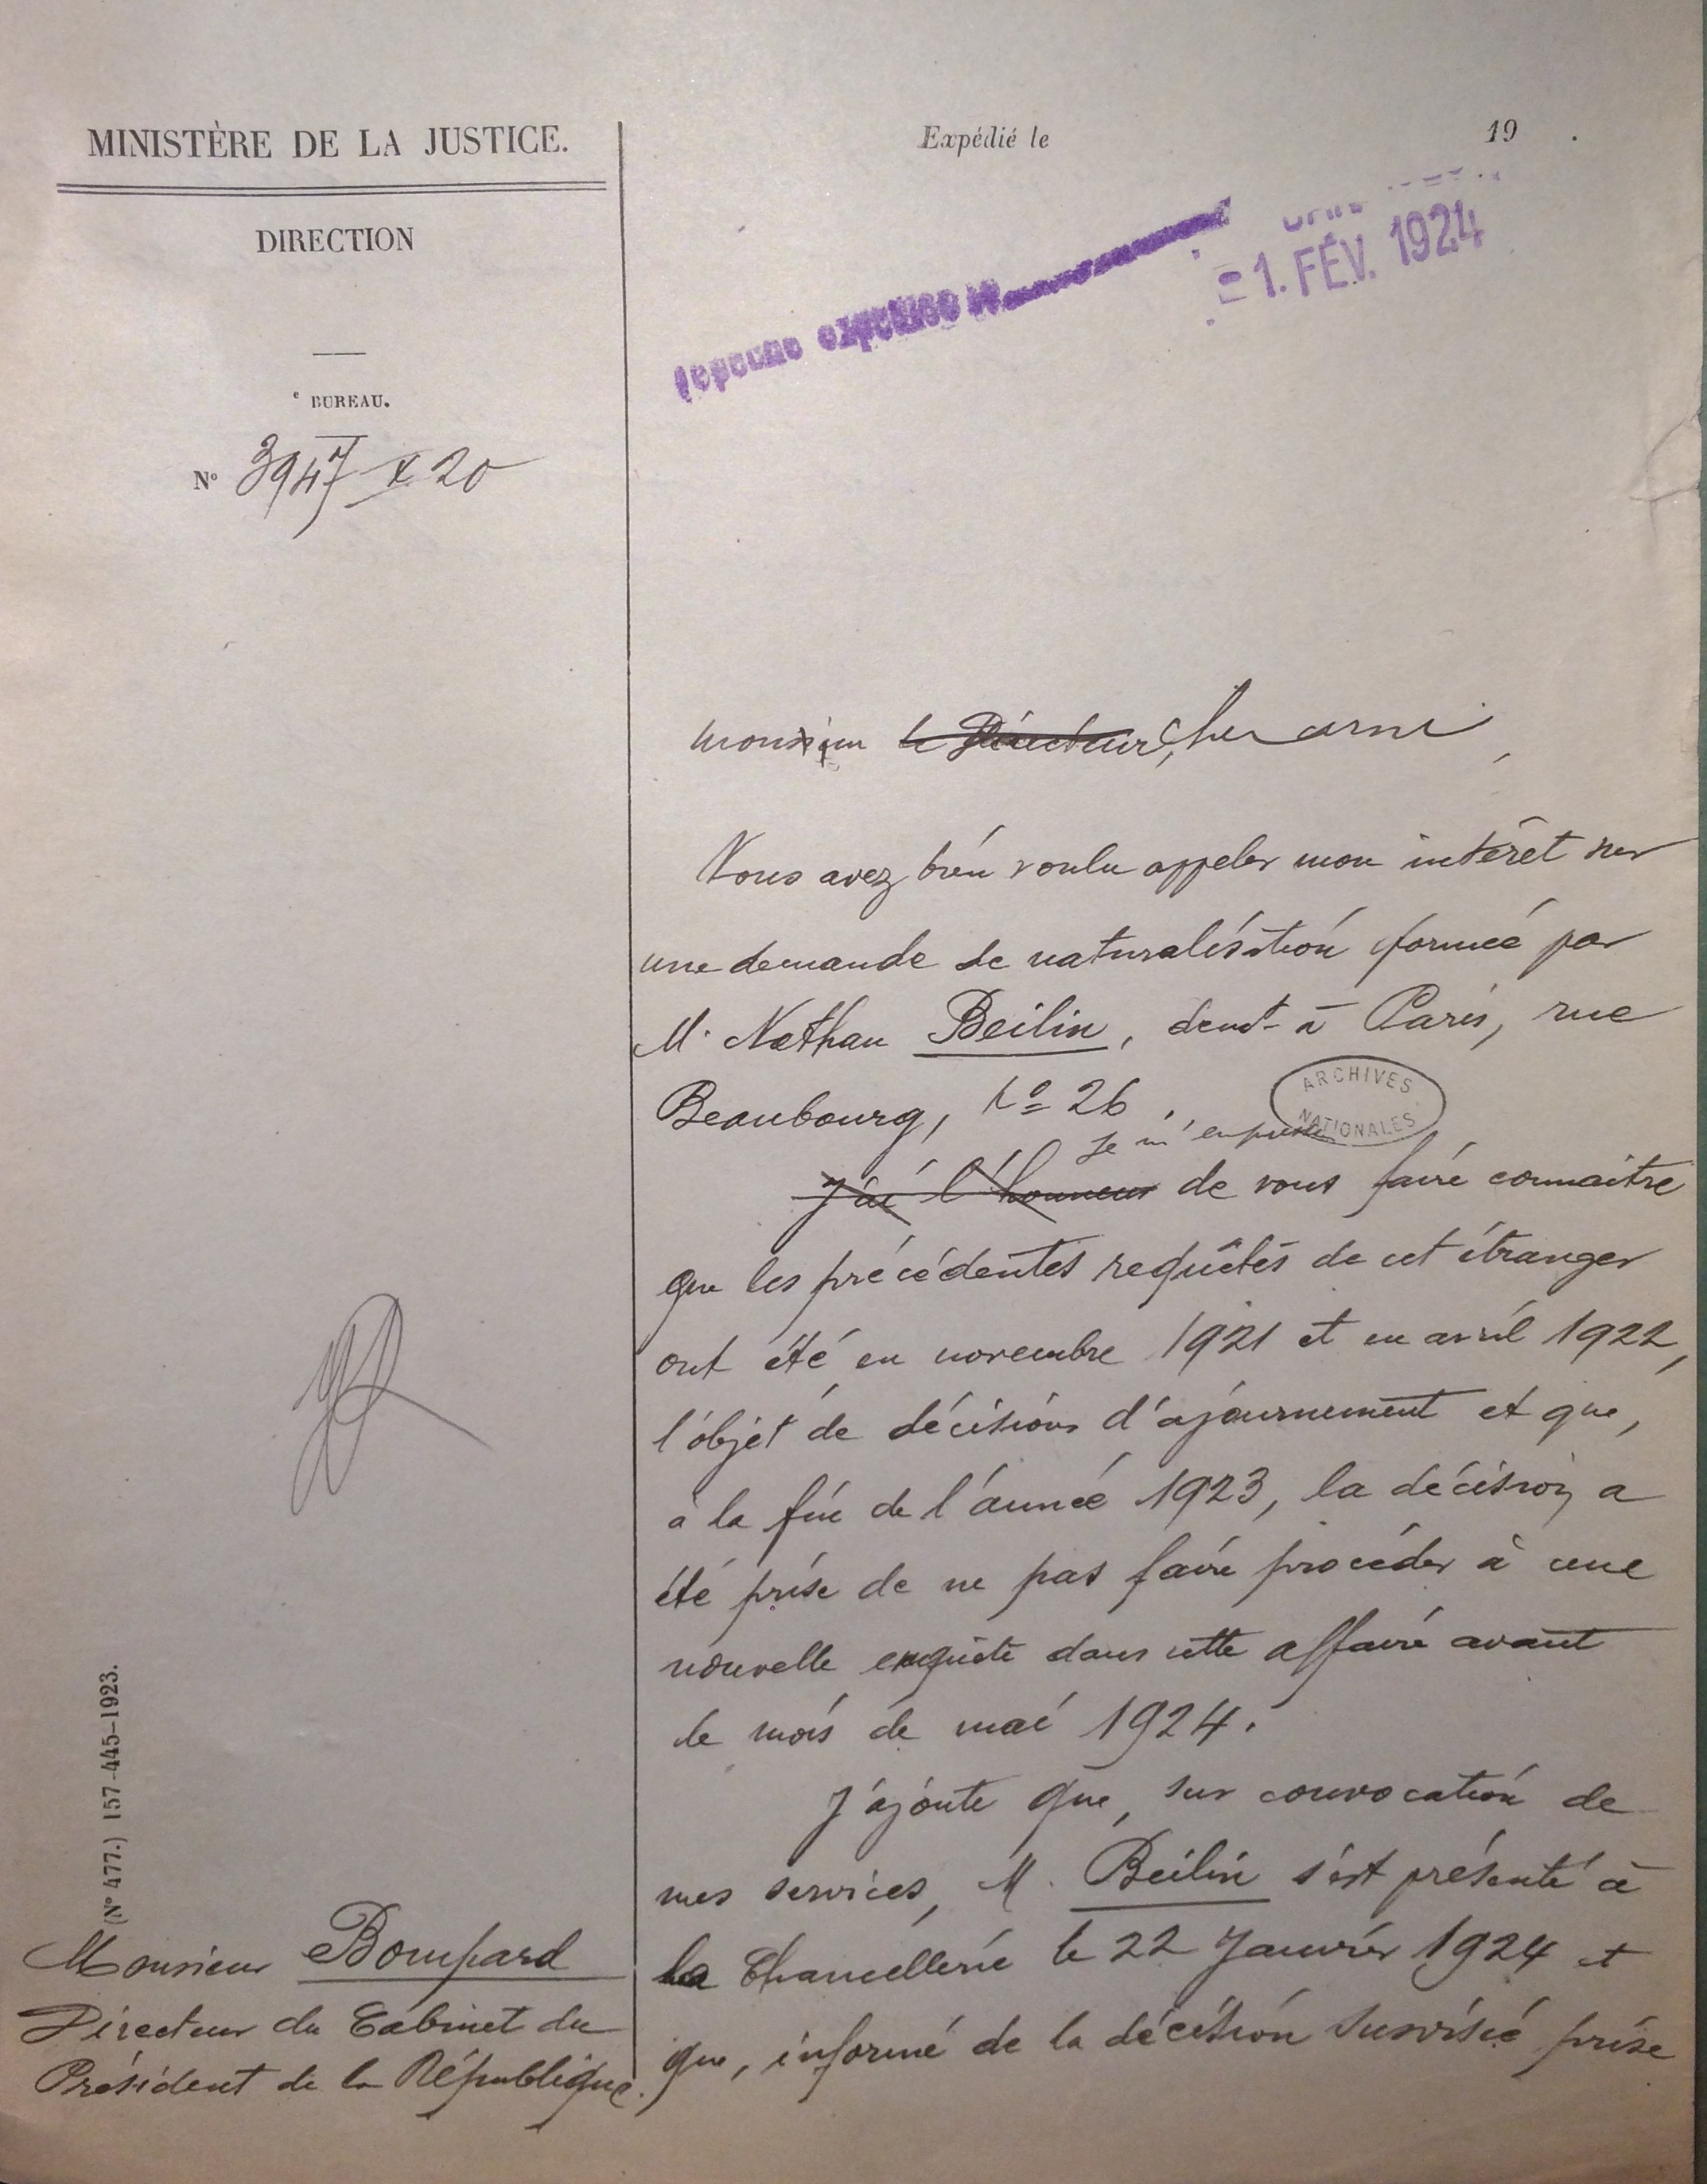 MINISTÈRE DE LA JUSTICE.
DIRECTION
e BUREAU.
N° 3947 X 20
Expédié le 19 .
1. FÉV. 1924
Monsieur le Directeur, cher ami,
Vous avez bien voulu appeler mon intérêt sur
une demande de naturalisation formée par
M. Nathan Beilin, demt à Paris, rue
Beaubourg, No 26.
ARCHIVES
NATIONALES
Je m'empresse
J'ai l'honneur de vous faire connaître
que les précédentes requêtes de cet étranger
ont été en novembre 1921 et en avril 1922,
l'objet de décisions d'ajournement et que,
à la fin de l'année 1923, la décision a
été prise de ne pas faire procéder à une
nouvelle enquête dans cette affaire avant
le mois de mai 1924.
J'ajoute que, sur convocation de
mes services, M. Beilin s'est présenté à
la Chancellerie le 22 Janvier 1924 et
que, informé de la décision susvisée prise
Monsieur Bompard
Directeur du Cabinet du
Président de la République.
(N° 477.) 157-445-1923.